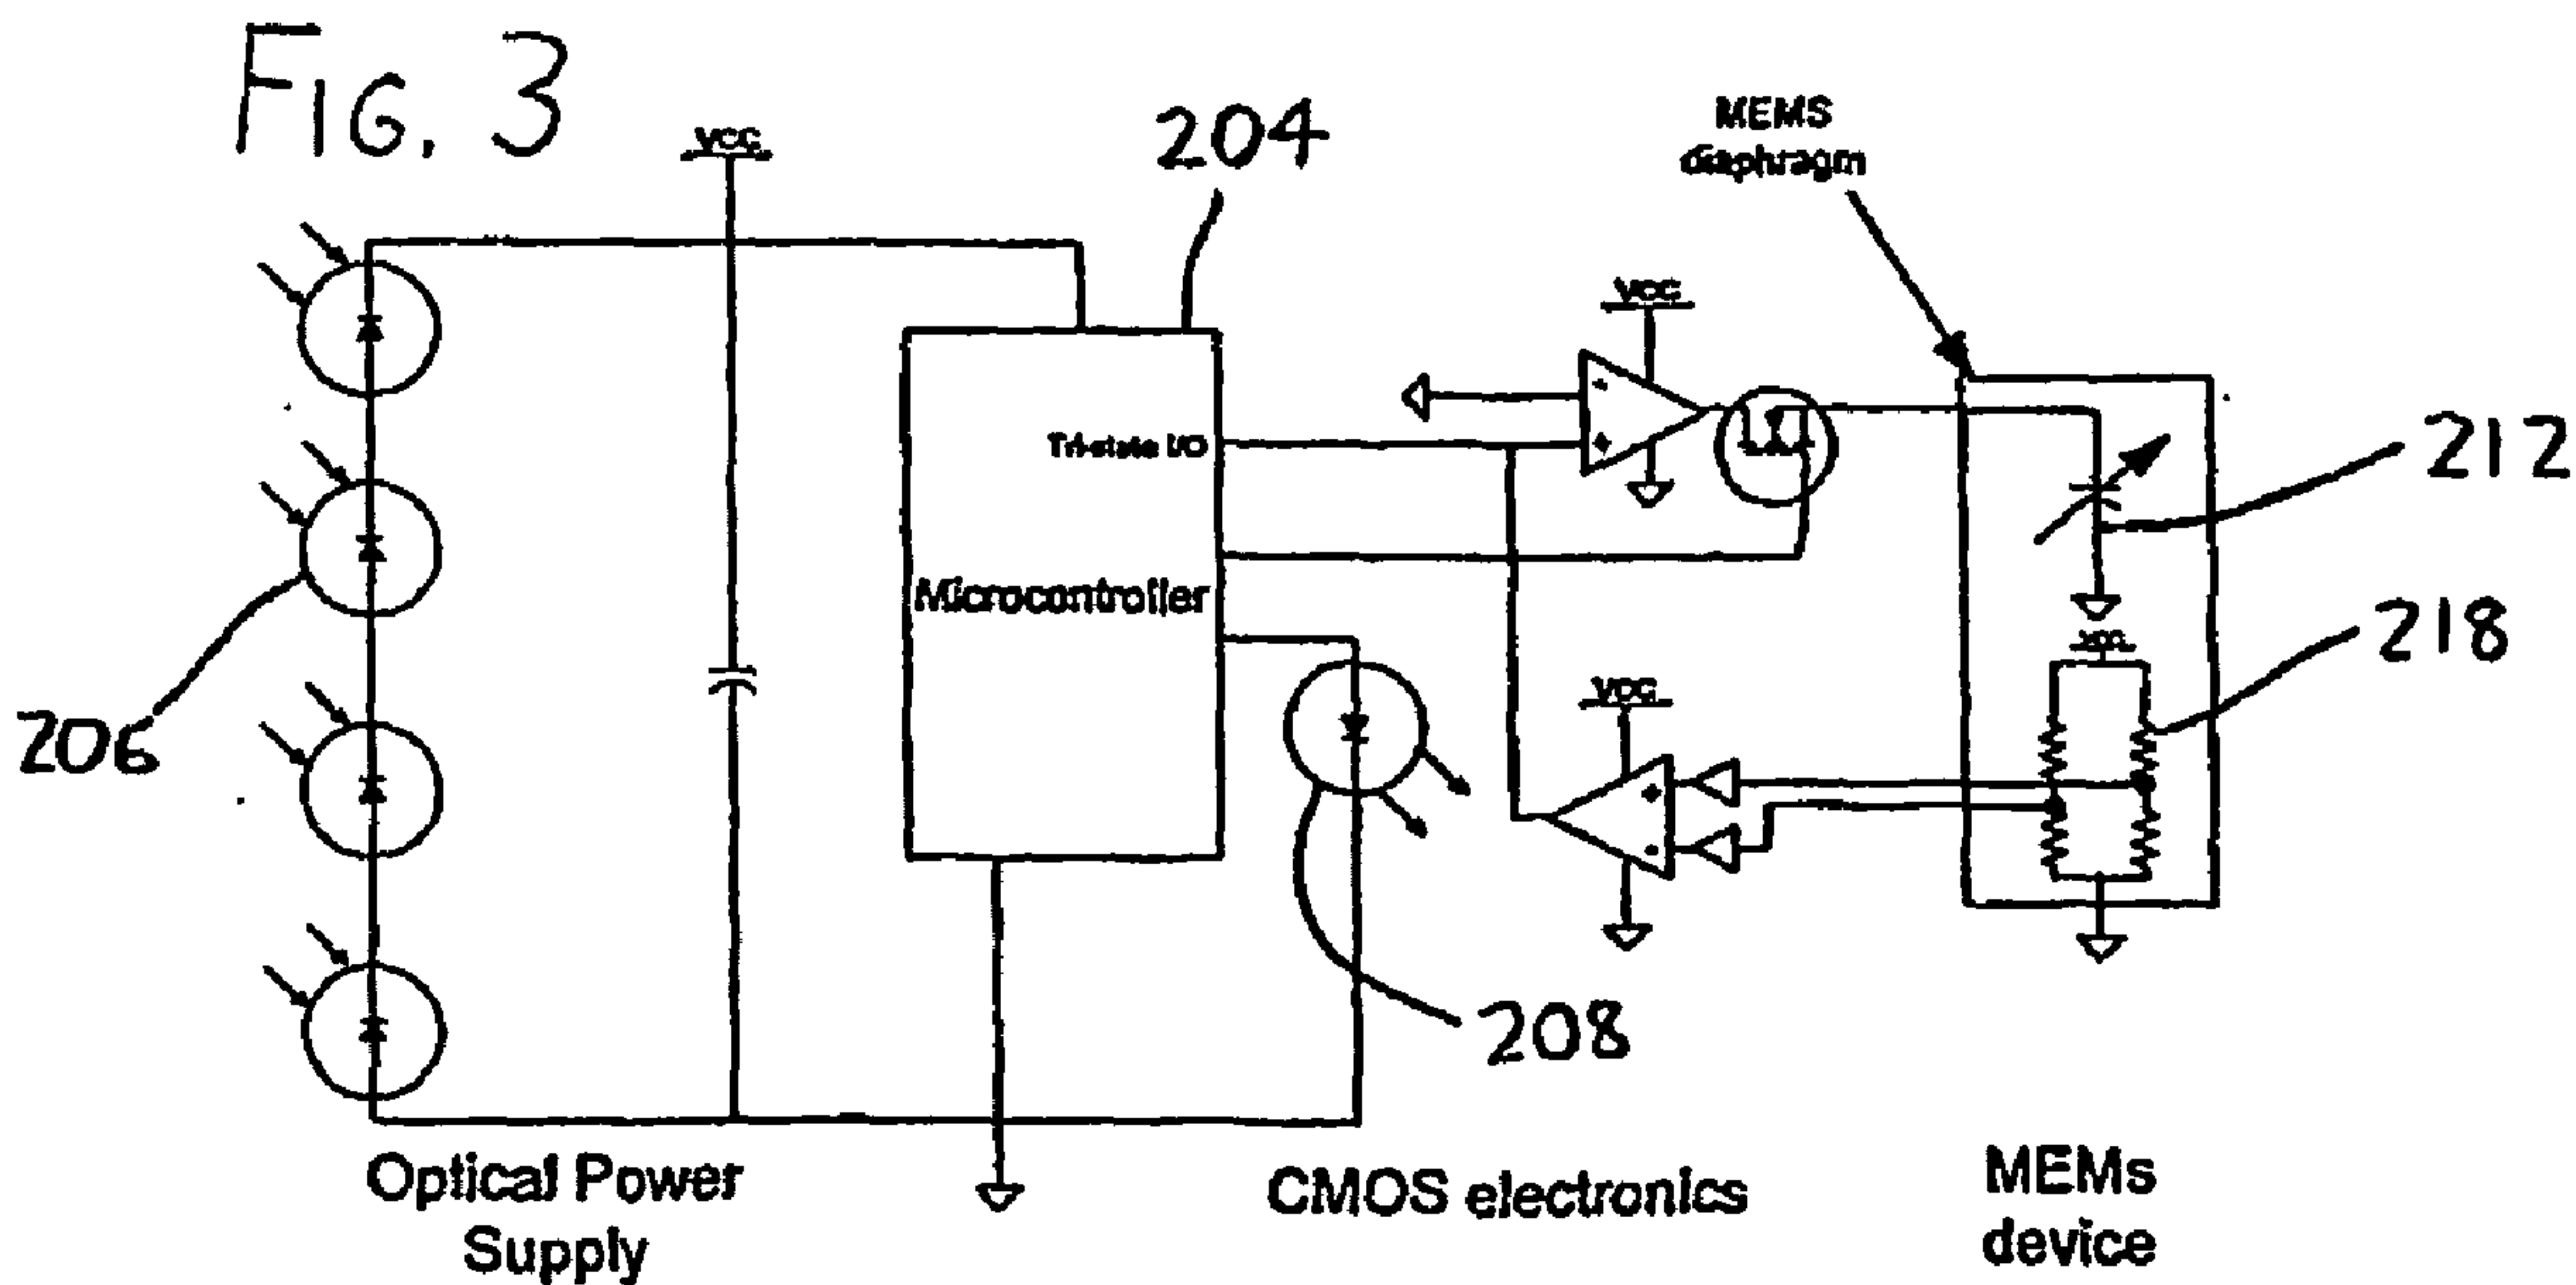 FIG. 3
VCC
204
MEMS
diaphragm
VCC
-
+
Tri-state I/O
212
Microcontroller
VCC
218
VCC
206
+
-
208
Optical Power
Supply
CMOS electronics
MEMs
device